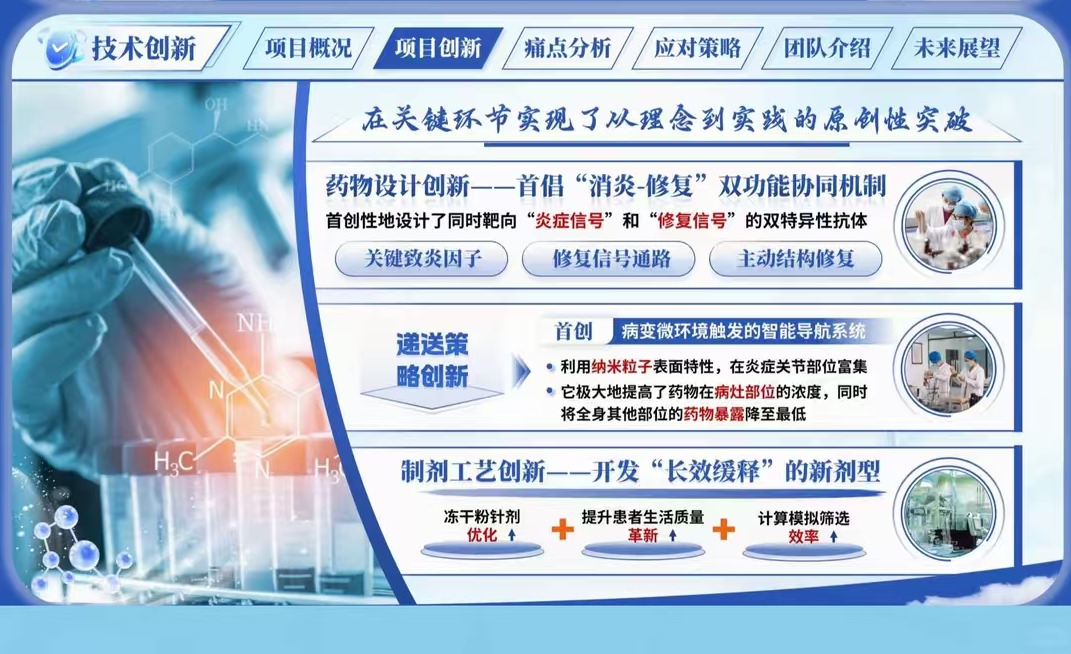 技术创新
项目概况
项目创新
痛点分析
应对策略
团队介绍
未来展望
在关键环节实现了从理念到实践的原创性突破
药物设计创新——首倡“消炎-修复”双功能协同机制
首创性地设计了同时靶向“炎症信号”和“修复信号”的双特异性抗体
关键致炎因子
修复信号通路
主动结构修复
递送策
略创新
首创
病变微环境触发的智能导航系统
利用纳米粒子表面特性，在炎症关节部位富集
它极大地提高了药物在病灶部位的浓度，同时
将全身其他部位的药物暴露降至最低
制剂工艺创新——开发“长效缓释”的新剂型
冻干粉针剂
优化
提升患者生活质量
革新
计算模拟筛选
效率
OH
HN
HO
NH
N
H₃C
N
H₃C